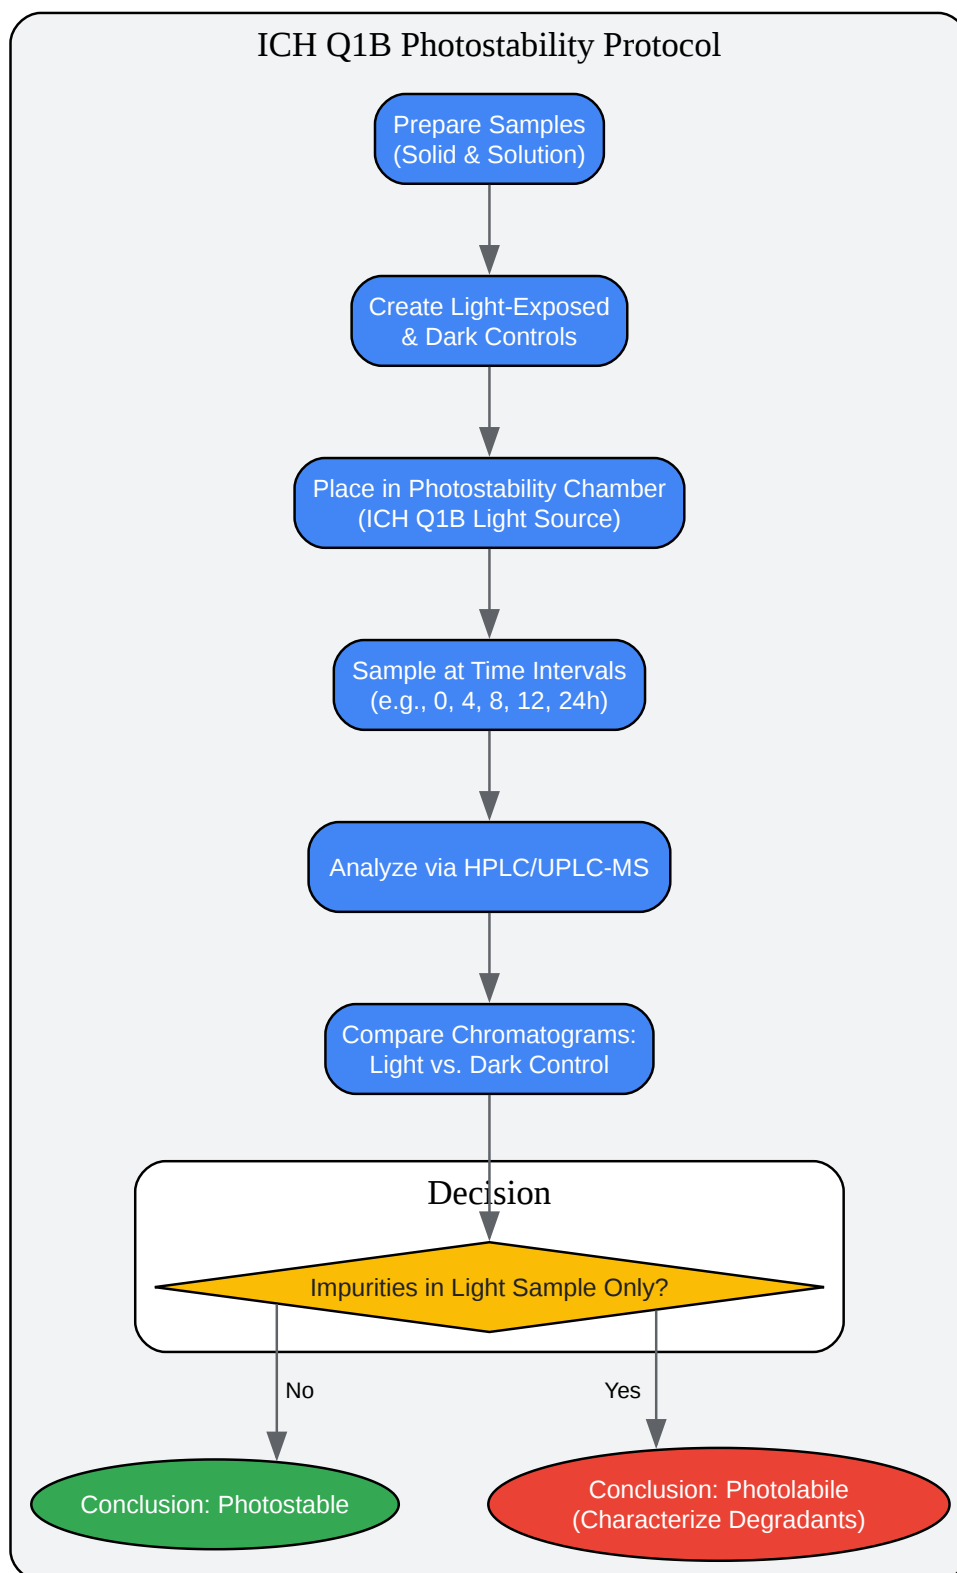 ICH Q1B Photostability Protocol
Prepare Samples
(Solid & Solution)
Create Light-Exposed
& Dark Controls
Place in Photostability Chamber
(ICH Q1B Light Source)
Sample at Time Intervals
(e.g., 0, 4, 8, 12, 24h)
Analyze via HPLC/UPLC-MS
Compare Chromatograms:
Light vs. Dark Control
Decision
Impurities in Light Sample Only?
No
Yes
Conclusion: Photostable
Conclusion: Photolabile
(Characterize Degradants)